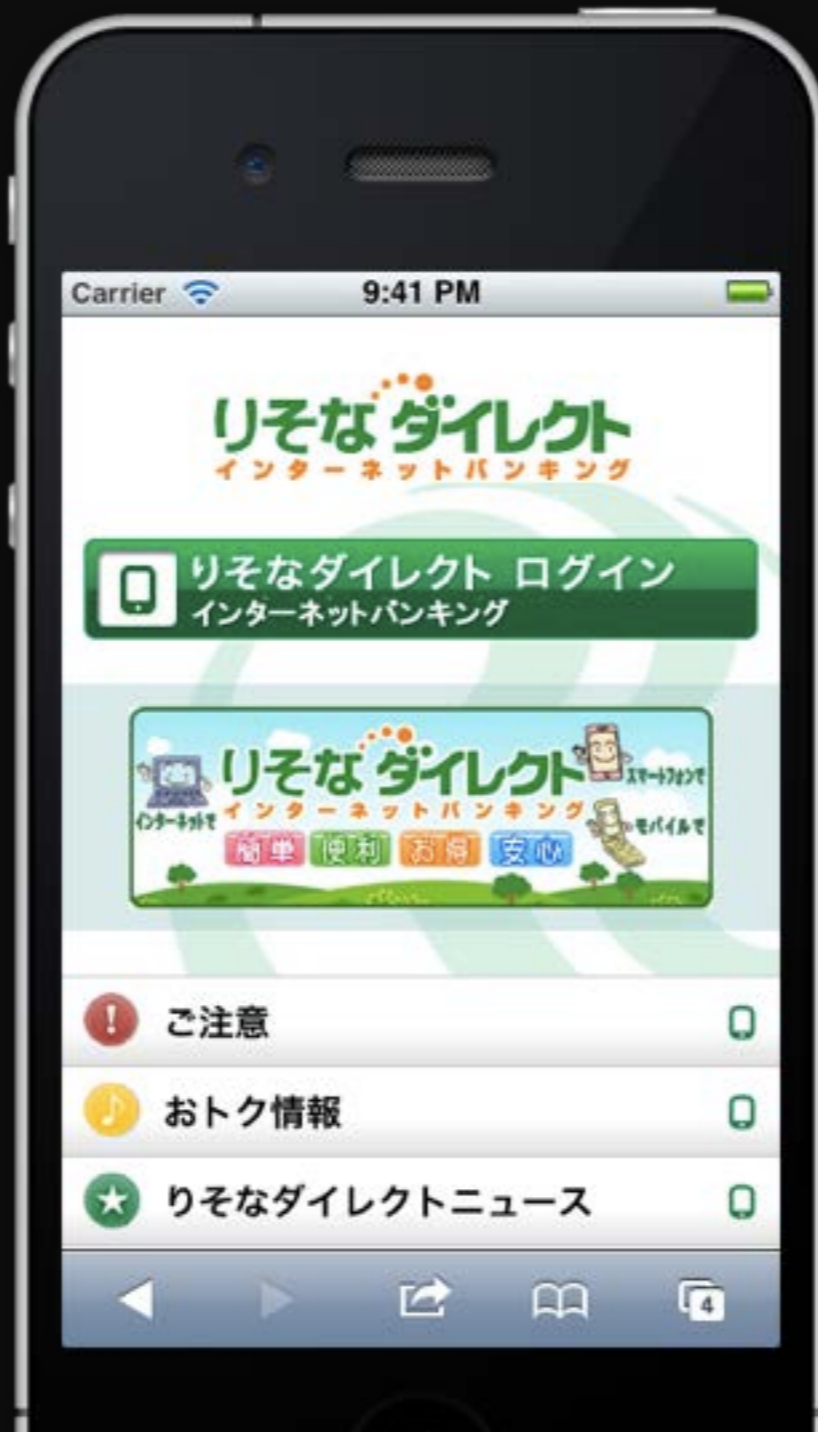 Carrier 9:41 PM
りそなダイレクト
インターネットバンキング
りそなダイレクト ログイン
インターネットバンキング
りそなダイレクト
インターネットバンキング
インターネットで
スマートフォンで
モバイルで
簡単 便利 お得 安心
ご注意
おトク情報
りそなダイレクトニュース
4